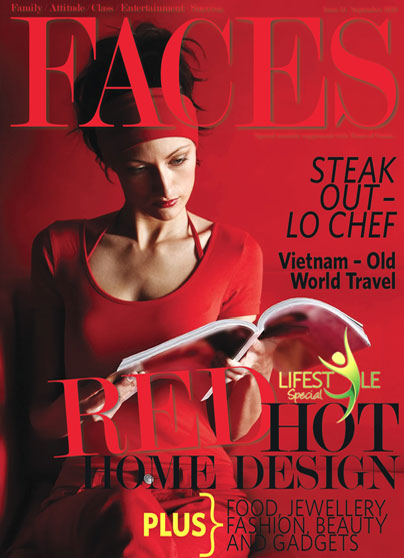 Family / Attitude / Class / Entertainment / Success
FACES
STEAK
OUT –
LO CHEF
Vietnam – Old
World Travel
LIFESTYLE
Special
RED HOT
HOME DESIGN
PLUS
FOOD, JEWELLERY,
FASHION, BEAUTY
AND GADGETS